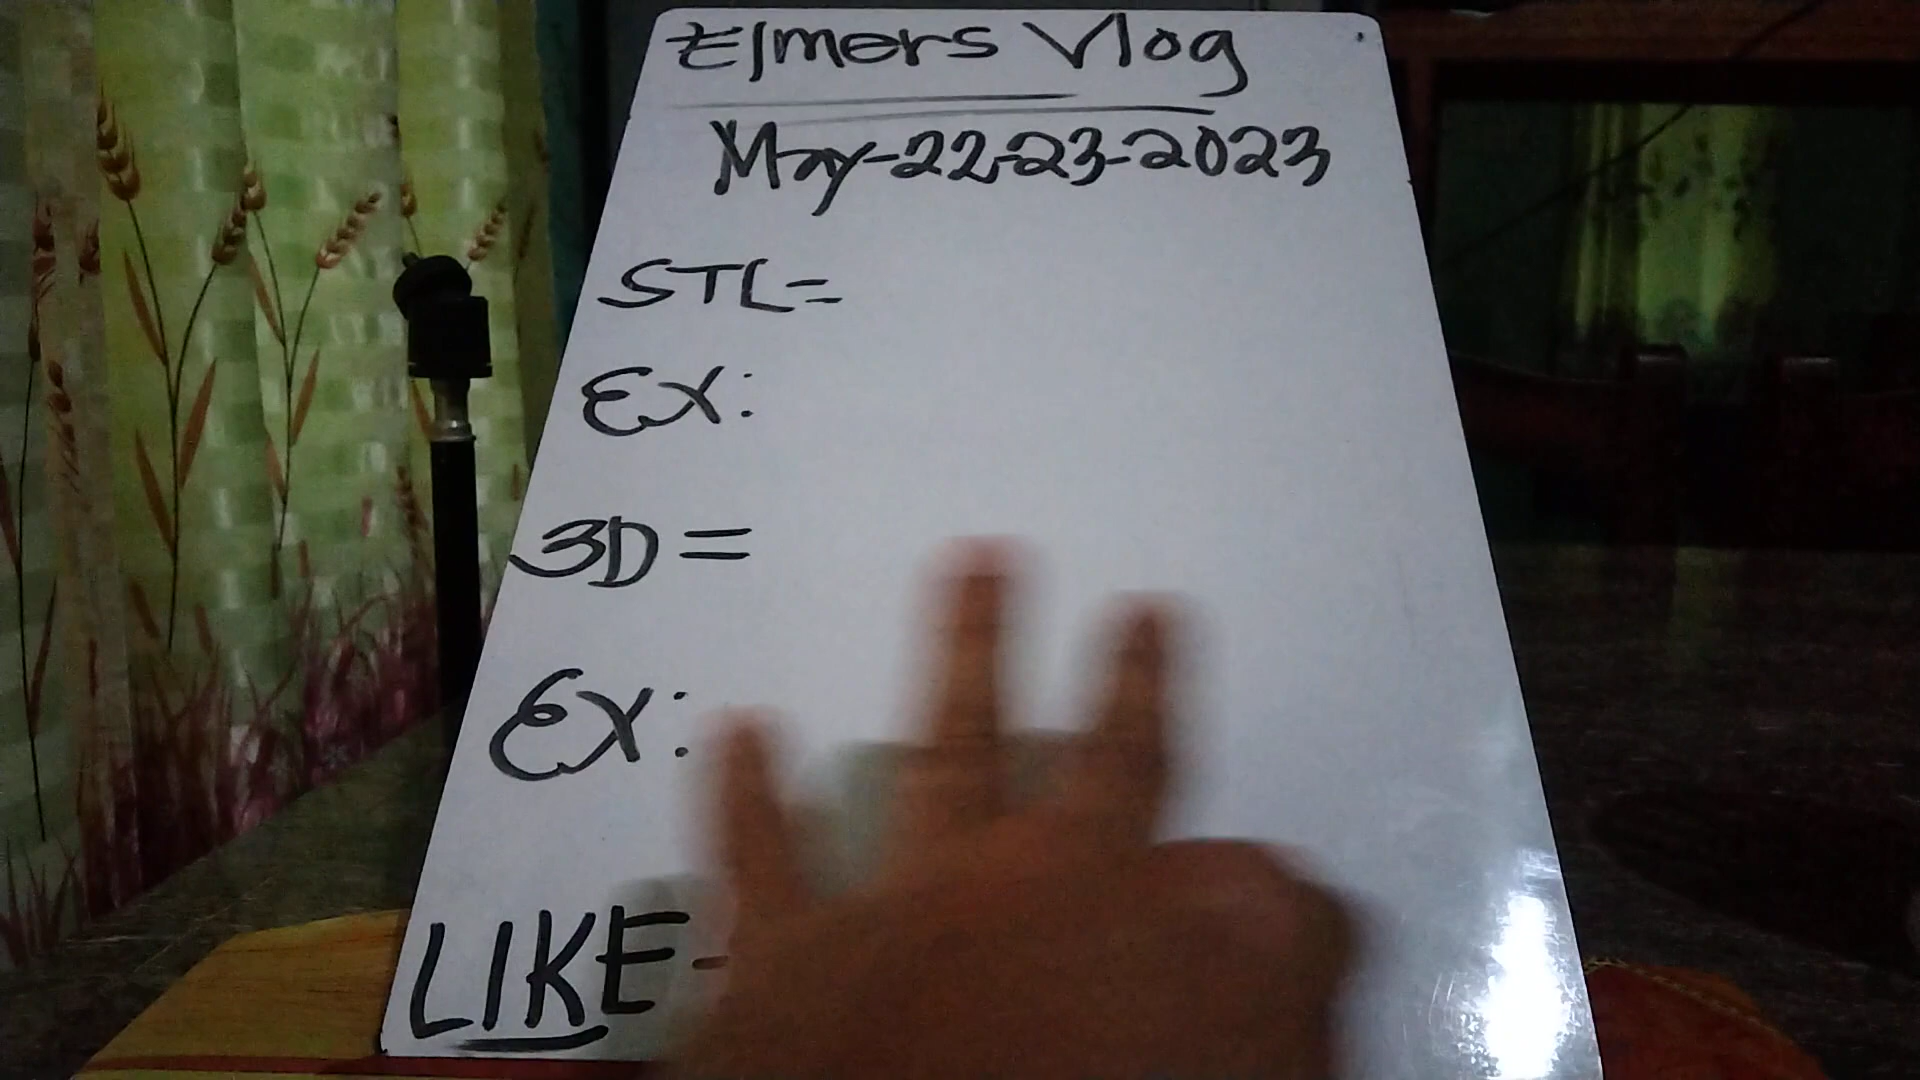 Elmers Vlog
May-22-23-2023
STL=
EX:
3D=
EX:
LIKE-